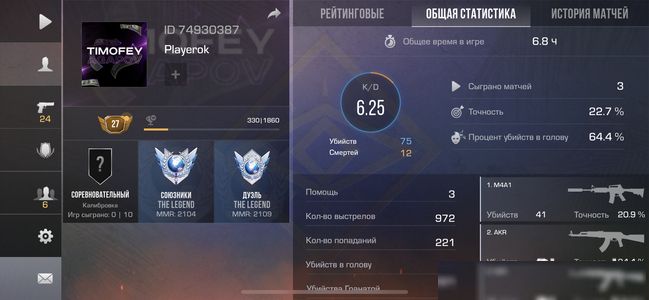 РЕЙТИНГОВЫЕ
ОБЩАЯ СТАТИСТИКА
ИСТОРИЯ МАТЧЕЙ
TIMOFEY
ID 74930387
Playerok
+
27
330|1860
24
6
?
СОРЕВНОВАТЕЛЬНЫЙ
Калибровка
Игр сыграно: 0 | 10
СОЮЗНИКИ
THE LEGEND
MMR: 2104
ДУЭЛЬ
THE LEGEND
MMR: 2109
Общее время в игре 6.8 ч
K/D
6.25
Убийств 75
Смертей 12
Сыграно матчей 3
Точность 22.7 %
Процент убийств в голову 64.4 %
Помощь 3
Кол-во выстрелов 972
Кол-во попаданий 221
Убийств в голову
Убийства Гранатой
1. M4A1
Убийств 41 Точность 20.9 %
2. AKR